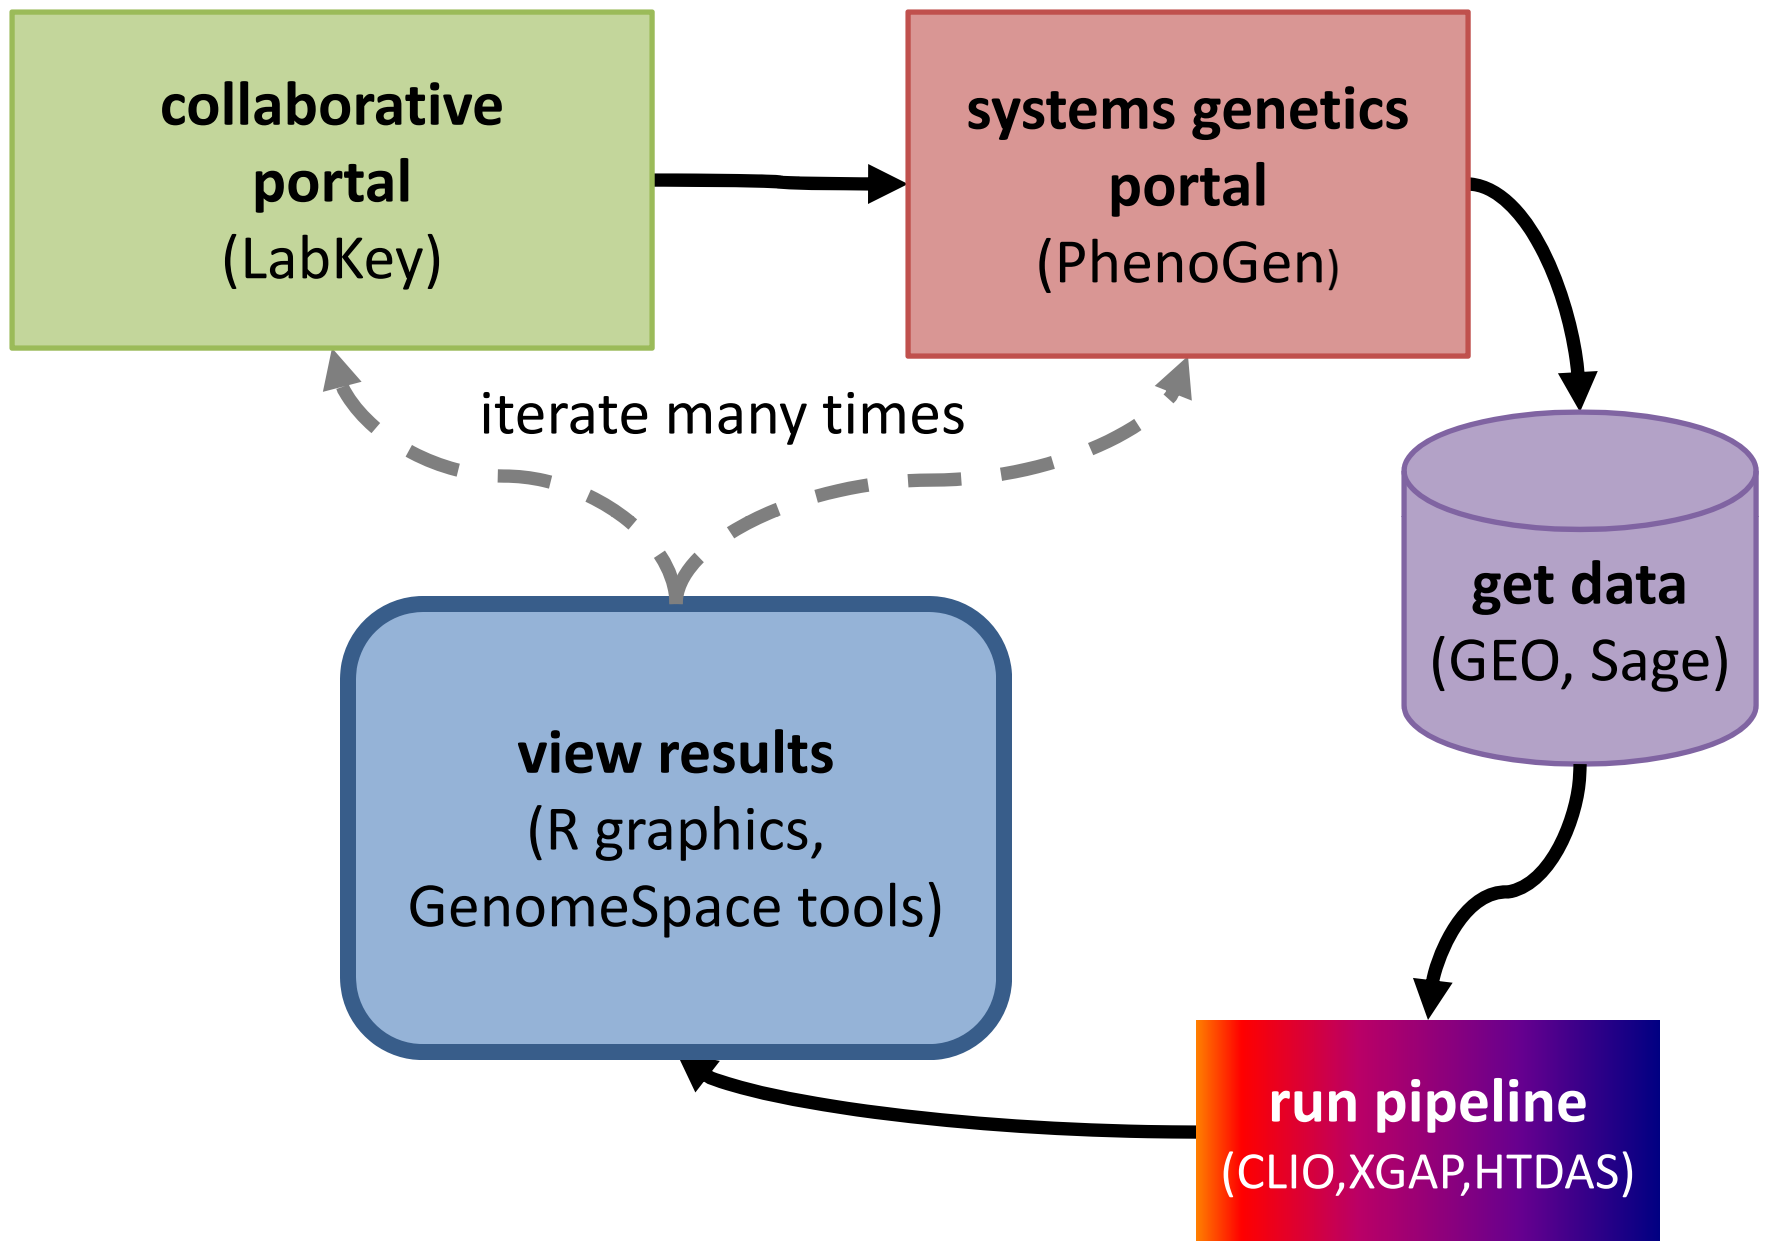 collaborative
portal
(LabKey)
systems genetics
portal
(PhenoGen)
iterate many times
get data
(GEO, Sage)
view results
(R graphics,
GenomeSpace tools)
run pipeline
(CLIO,XGAP,HTDAS)